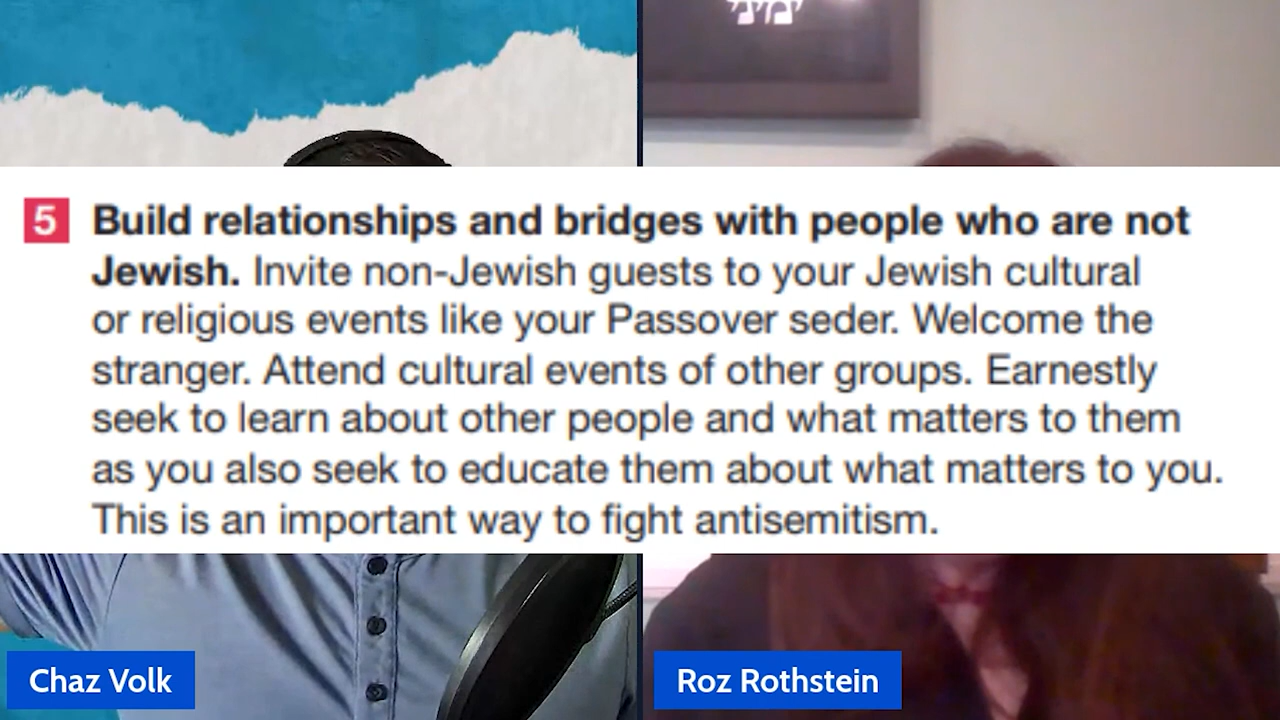 ימיני
5
Build relationships and bridges with people who are not
Jewish. Invite non-Jewish guests to your Jewish cultural
or religious events like your Passover seder. Welcome the
stranger. Attend cultural events of other groups. Earnestly
seek to learn about other people and what matters to them
as you also seek to educate them about what matters to you.
This is an important way to fight antisemitism.
Chaz Volk
Roz Rothstein